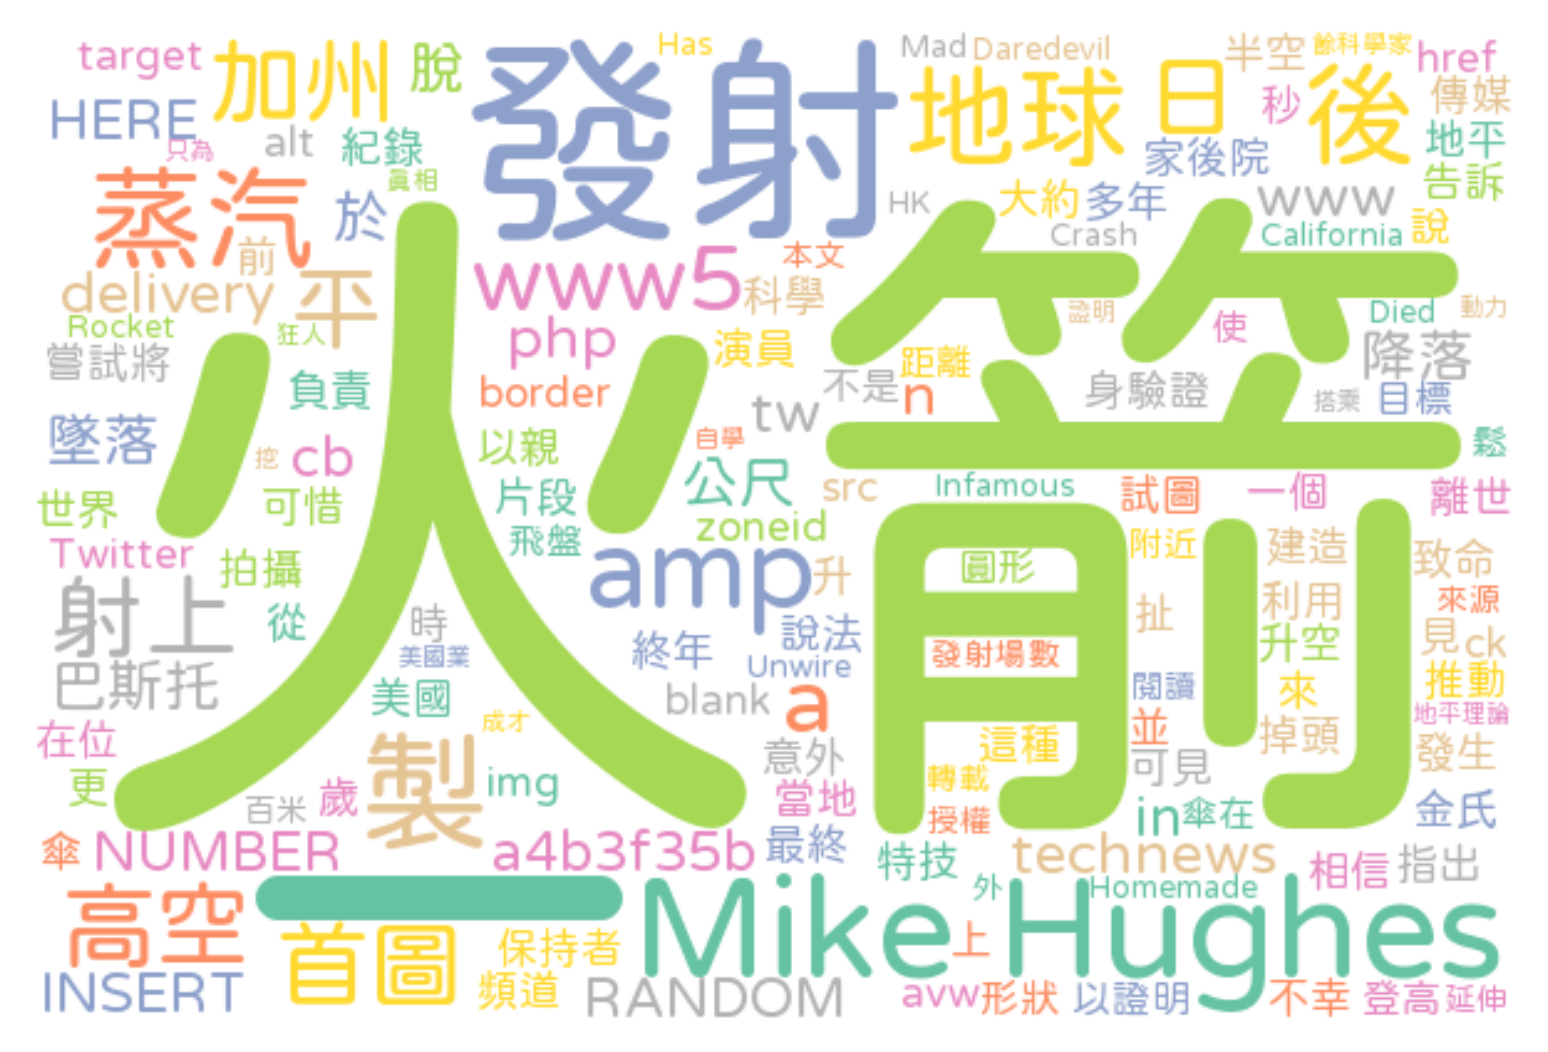 target 加州 脫 發射 Has Mad Daredevil 半空 餘科學家 href
HERE 只為 alt 紀錄 真相 地球 日 秒 後 傳媒
地平 家後院 告訴
蒸汽 於 HK 大約 多年 www 說
前 Crash California
delivery 平 www5 本文 科學 證明 Died 動力
Rocket 狂人 php 演員 使
嘗試將 負責 border 距離 降落
不是 n 身驗證 搭乘 目標
墜落 挖 cb 以親 自學 tw 鬆
火箭
世界 可惜 片段 公尺 src Infamous 試圖 一個 離世
Twitter 拍攝 飛盤 zoneid 圓形 附近 建造 致命
射上 從 時 amp 升 扯 利用 來源
巴斯托 美國業 終年 說法 發射場數 升空 見 ck
美國 Unwire 閱讀 來 推動
在位 成才 blank a 並 地平理論
更 製 img 意外 這種 可見 掉頭 發生
百米 歲 當地 轉載 in 傘在 金氏
傘 NUMBER a4b3f35b 最終 授權 特技 technews 相信 指出
高空 一 Mike Hughes 外 Homemade
首圖 保持者 上
INSERT 頻道 RANDOM avw 形狀 以證明 不幸 登高 延伸